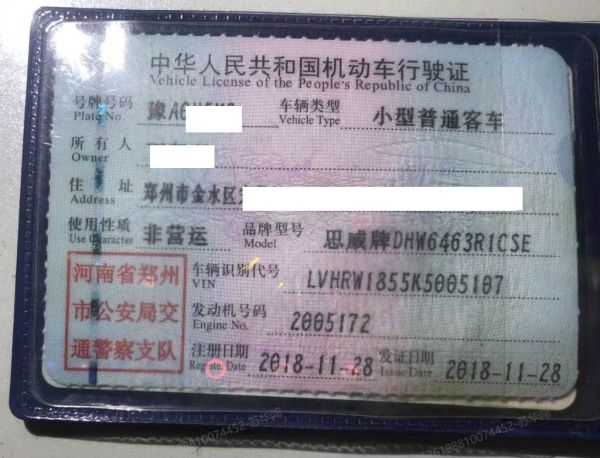 中华人民共和国机动车行驶证
Vehicle License of the People's Republic of China
号牌号码 豫A 车辆类型 小型普通客车
Plate No. Vehicle Type
所有人
Owner
住址 郑州市金水区
Address
使用性质 非营运 品牌型号 思威牌DHW6463R1CSE
Use Character Model
河南省郑州
市公安局交
通警察支队
车辆识别代号 LVHRW1855K5005107
VIN
发动机号码 2005172
Engine No.
注册日期 2018-11-28 发证日期 2018-11-28
Register Date Issue Date